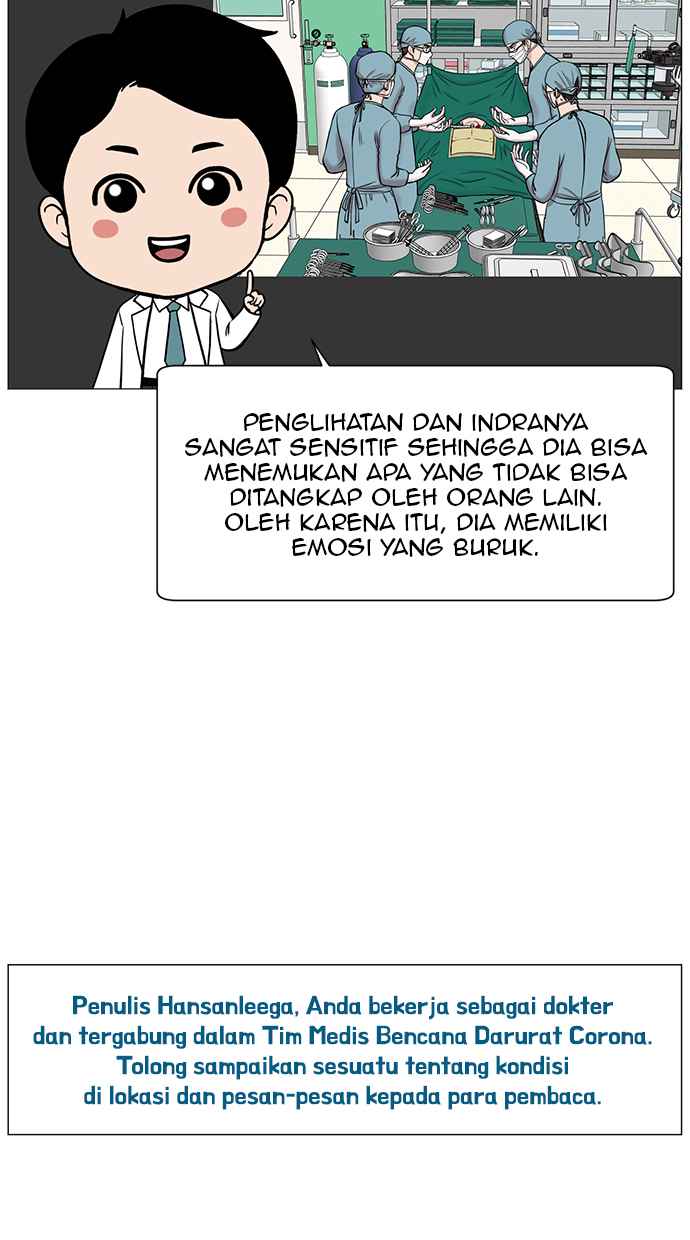 PENGLIHATAN DAN INDRANYA
SANGAT SENSITIF SEHINGGA DIA BISA
MENEMUKAN APA YANG TIDAK BISA
DITANGKAP OLEH ORANG LAIN.
OLEH KARENA ITU, DIA MEMILIKI
EMOSI YANG BURUK.
Penulis Hansanleega, Anda bekerja sebagai dokter
dan tergabung dalam Tim Medis Bencana Darurat Corona.
Tolong sampaikan sesuatu tentang kondisi
di lokasi dan pesan-pesan kepada para pembaca.